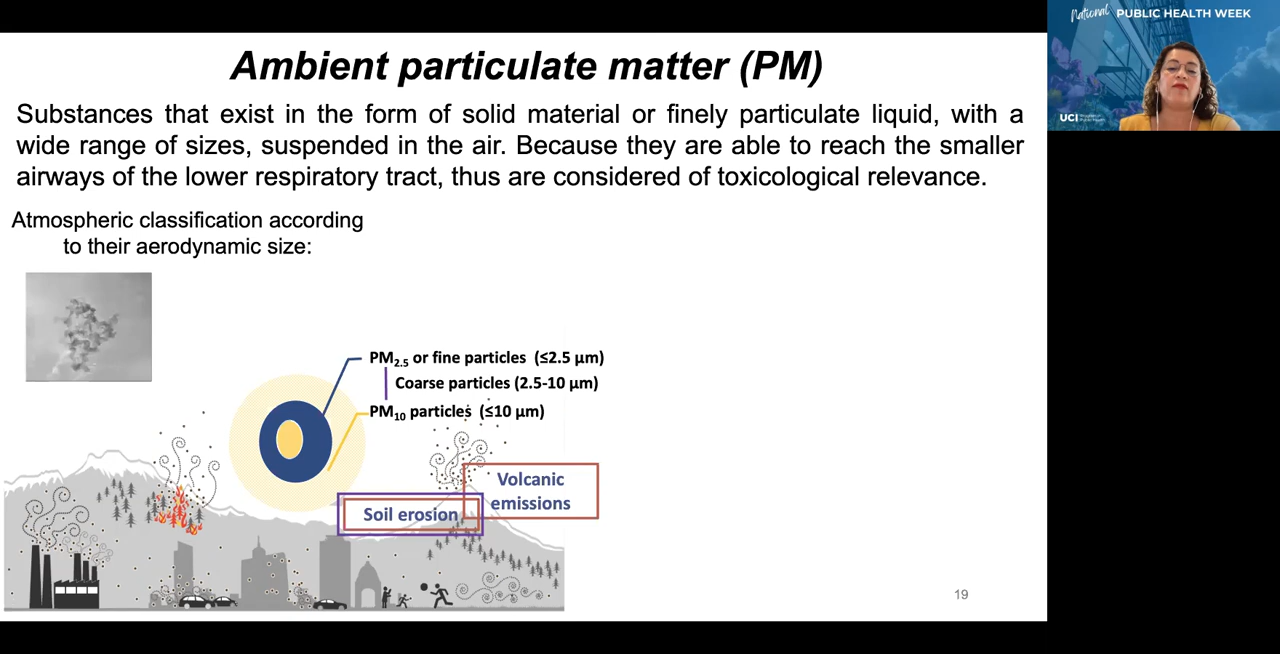 Ambient particulate matter (PM)
Substances that exist in the form of solid material or finely particulate liquid, with a
wide range of sizes, suspended in the air. Because they are able to reach the smaller
airways of the lower respiratory tract, thus are considered of toxicological relevance.
Atmospheric classification according
to their aerodynamic size:
PM2.5 or fine particles (≤2.5 µm)
Coarse particles (2.5-10 µm)
PM10 particles (≤10 µm)
Volcanic
emissions
Soil erosion
19
National PUBLIC HEALTH WEEK
UCI